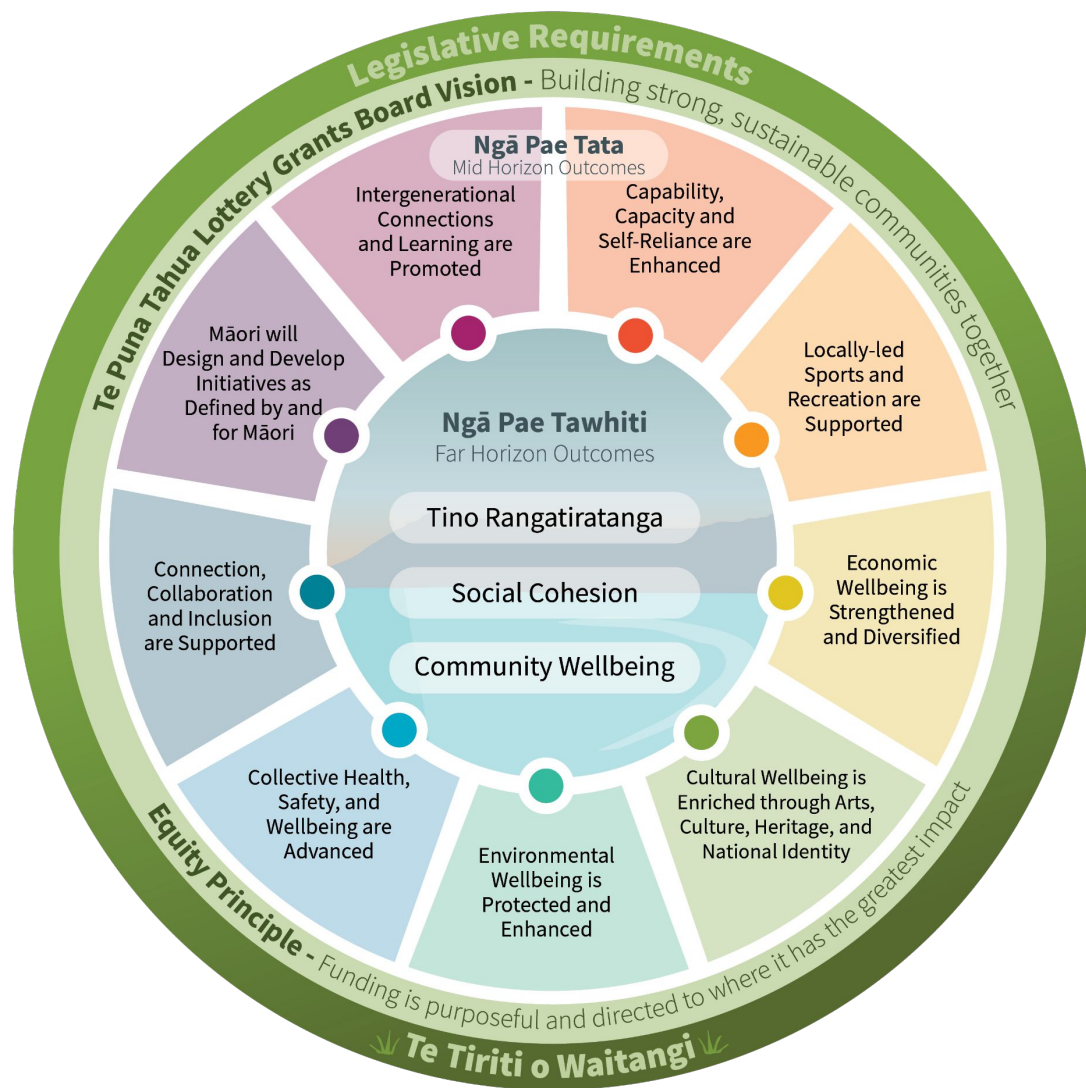 Legislative Requirements
Te Puna Tahua Lottery Grants Board Vision - Building strong, sustainable communities together
Ngā Pae Tata
Mid Horizon Outcomes
Intergenerational
Connections
and Learning are
Promoted
Capability,
Capacity and
Self-Reliance are
Enhanced
Locally-led
Sports and
Recreation are
Supported
Economic
Wellbeing is
Strengthened
and Diversified
Cultural Wellbeing is
Enriched through Arts,
Culture, Heritage, and
National Identity
Environmental
Wellbeing is
Protected and
Enhanced
Collective Health,
Safety, and
Wellbeing are
Advanced
Connection,
Collaboration
and Inclusion
are Supported
Māori will
Design and Develop
Initiatives as
Defined by and
for Māori
Ngā Pae Tawhiti
Far Horizon Outcomes
Tino Rangatiratanga
Social Cohesion
Community Wellbeing
Equity Principle - Funding is purposeful and directed to where it has the greatest impact
Te Tiriti o Waitangi